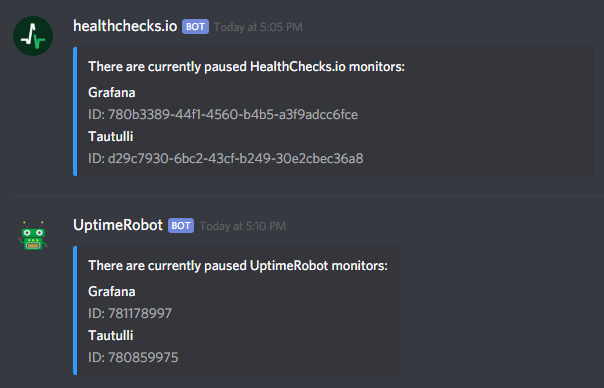 healthchecks.io BOT Today at 5:05 PM
There are currently paused HealthChecks.io monitors:
Grafana
ID: 780b3389-44f1-4560-b4b5-a3f9adcc6fce
Tautulli
ID: d29c7930-6bc2-43cf-b249-30e2cbec36a8
UptimeRobot BOT Today at 5:10 PM
There are currently paused UptimeRobot monitors:
Grafana
ID: 781178997
Tautulli
ID: 780859975